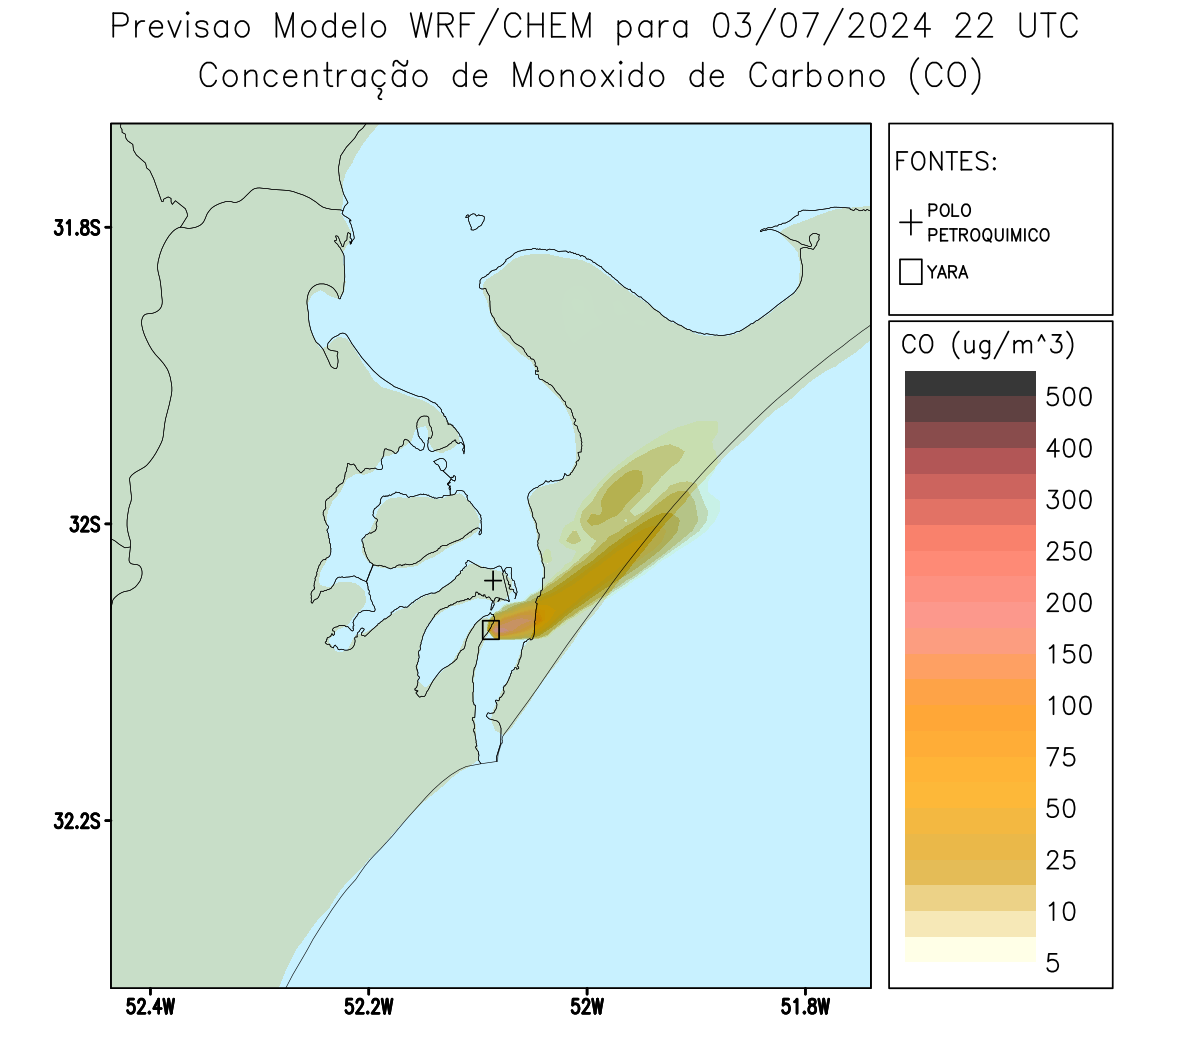 Previsao Modelo WRF/CHEM para 03/07/2024 22 UTC
Concentração de Monoxido de Carbono (CO)
FONTES:
POLO
PETROQUIMICO
YARA
CO (ug/m^3)
500
400
300
250
200
150
100
75
50
25
10
5
31.8S
32S
32.2S
52.4W
52.2W
52W
51.8W